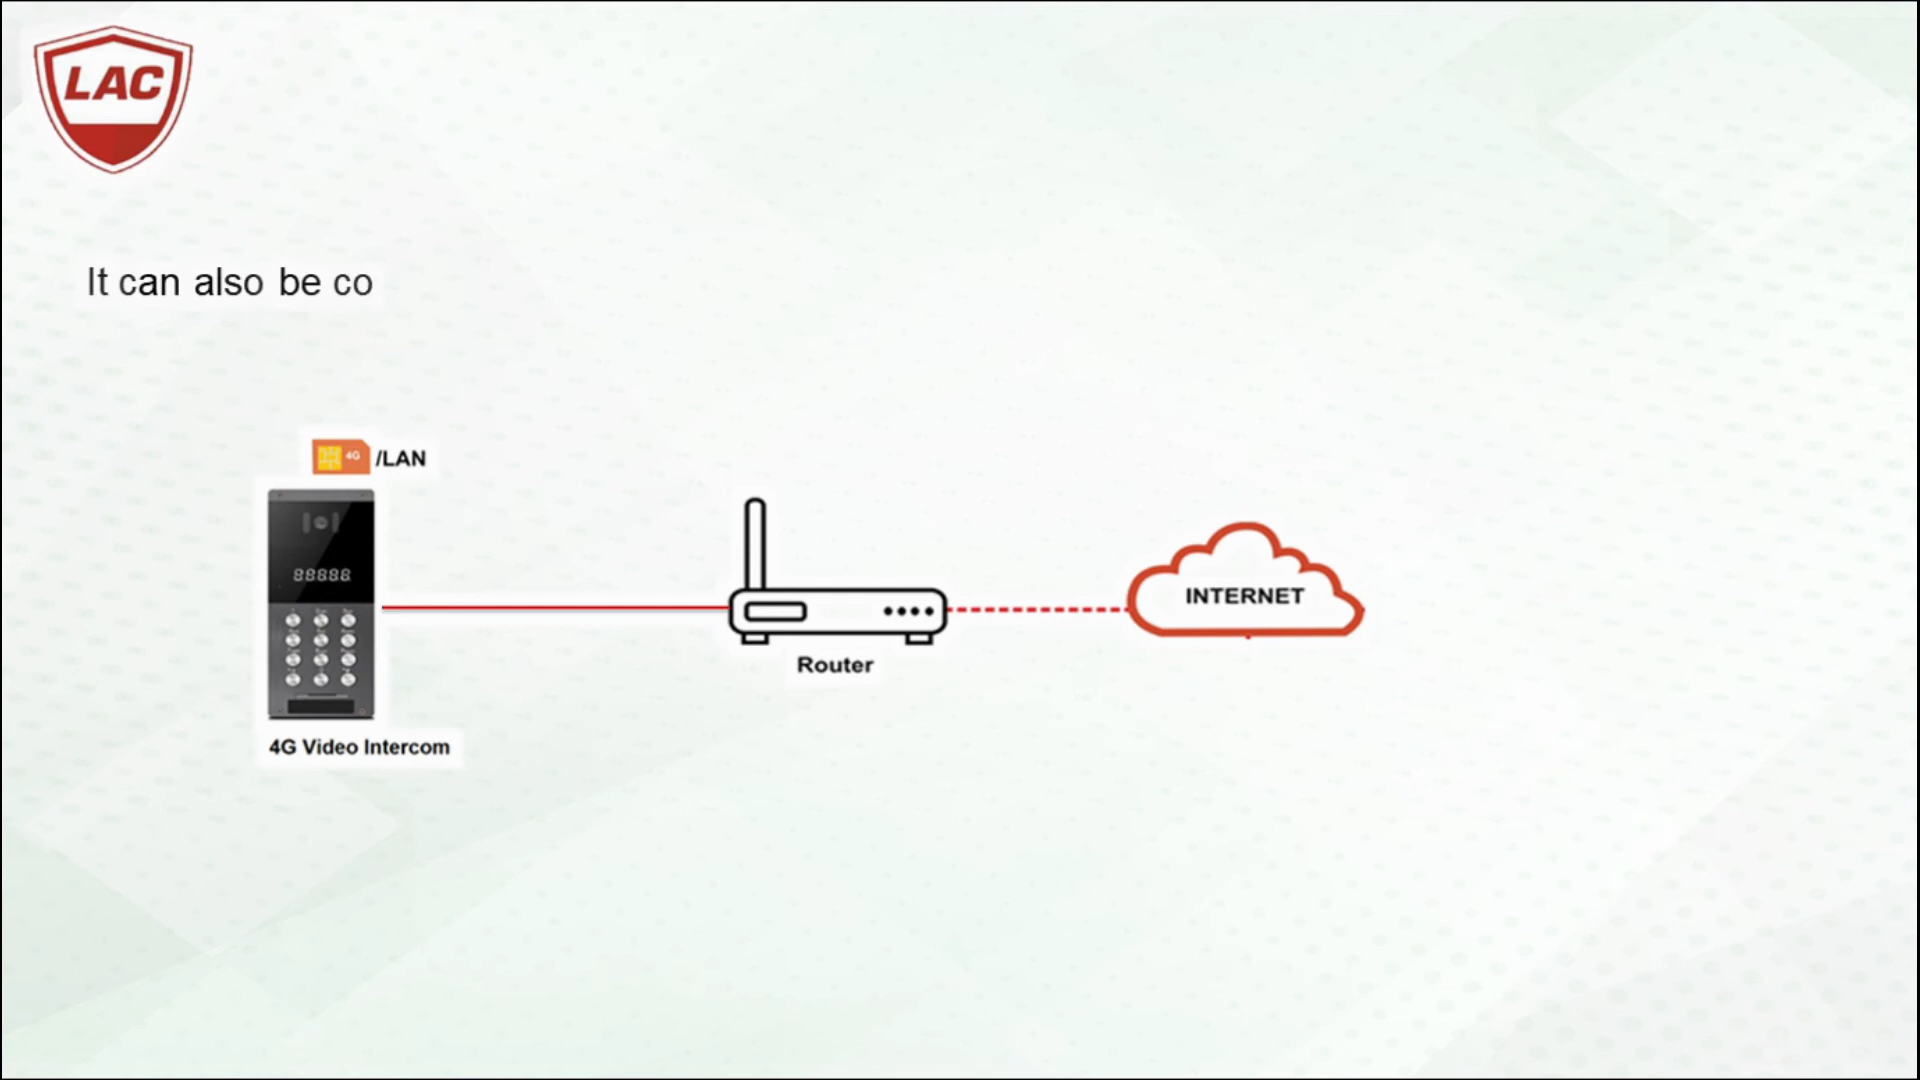 LAC
It can also be co
4G /LAN
88888
INTERNET
Router
4G Video Intercom